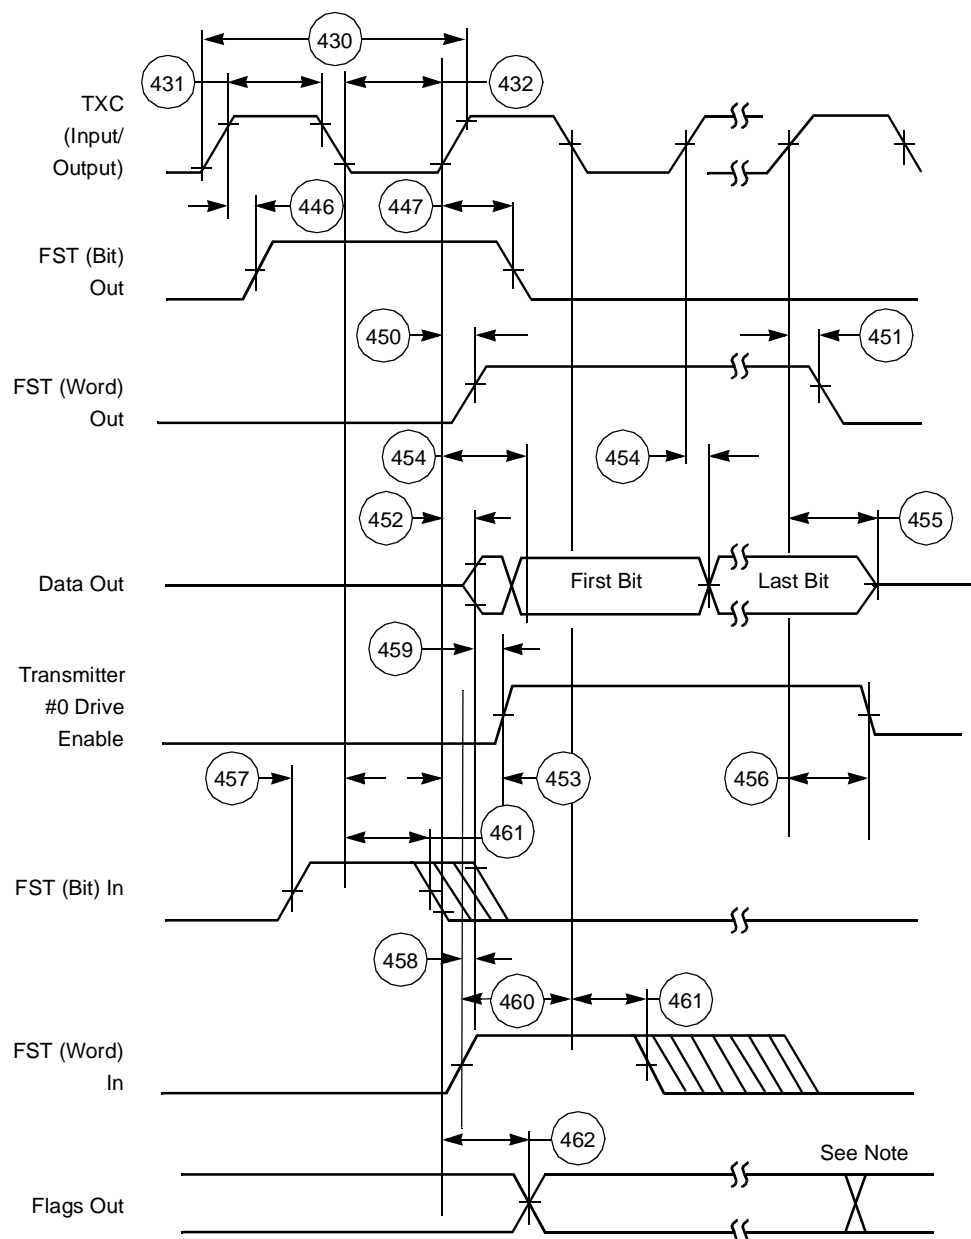 430
431
432
TXC
(Input/
Output)
446
447
FST (Bit)
Out
450
451
FST (Word)
Out
454
454
452
455
Data Out
First Bit
Last Bit
459
Transmitter
#0 Drive
Enable
457
453
456
461
FST (Bit) In
458
460
461
FST (Word)
In
462
See Note
Flags Out